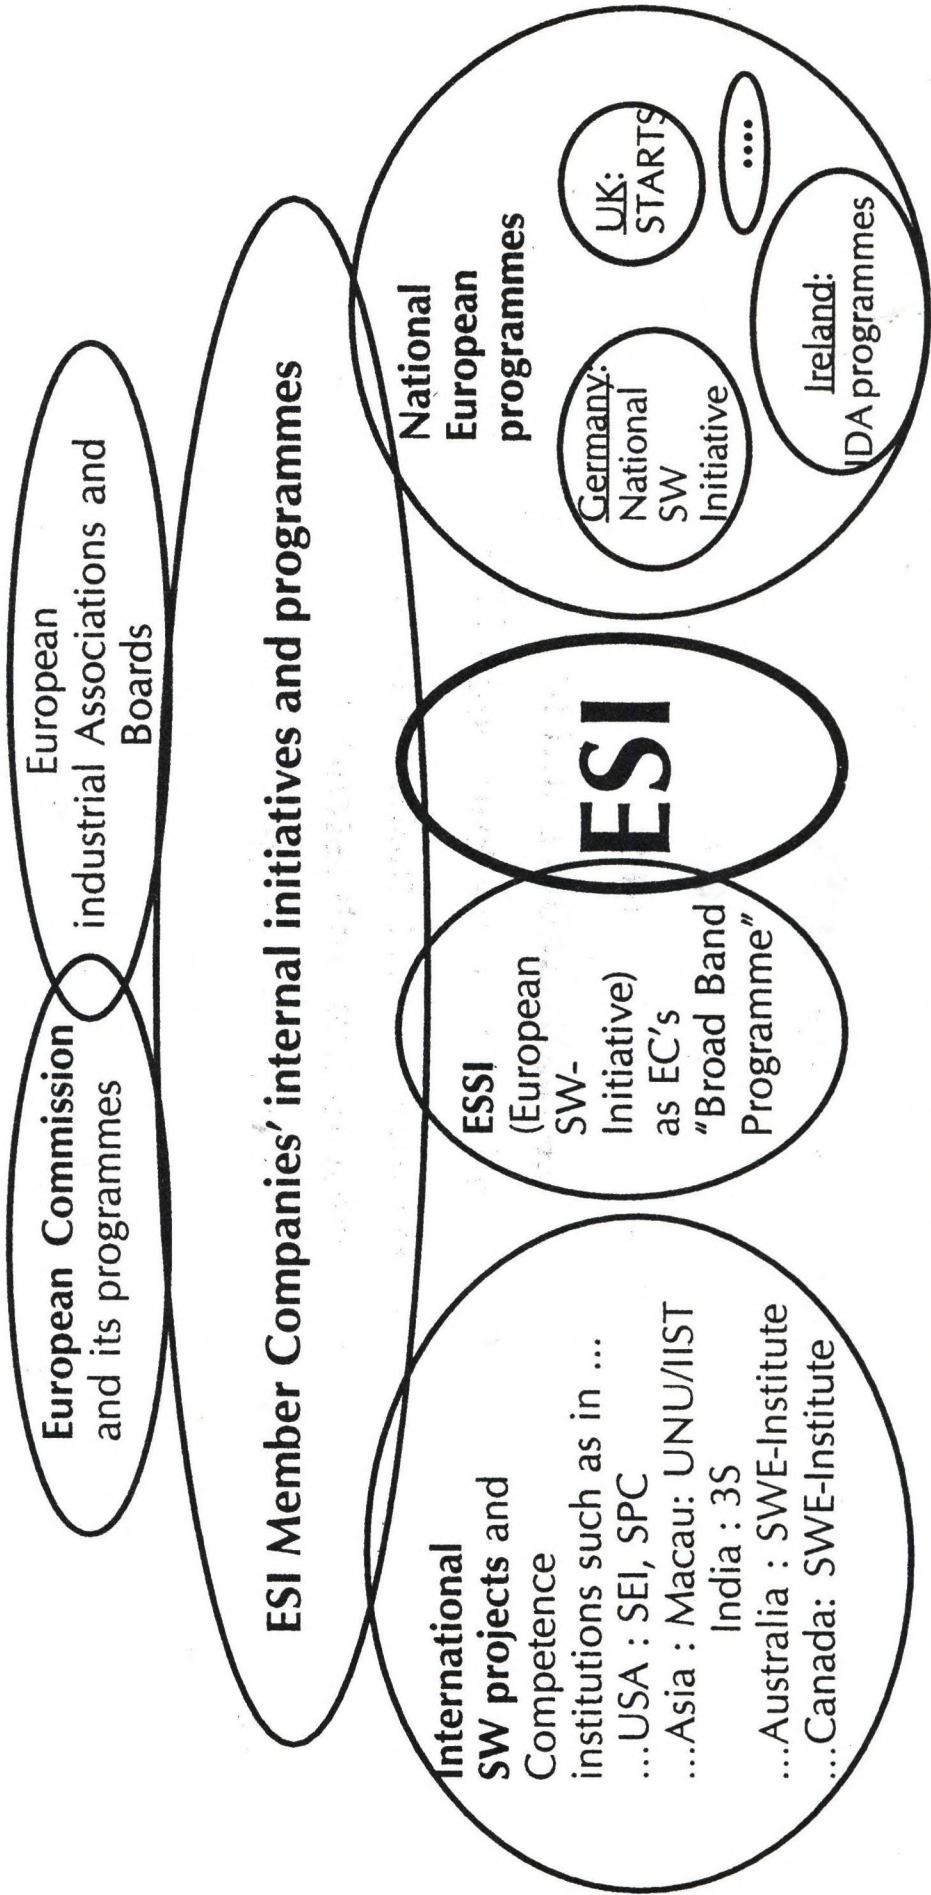 European Commission
and its programmes
European
industrial Associations and
Boards
ESI Member Companies' internal initiatives and programmes
International
SW projects and
Competence
institutions such as in ...
...USA : SEI, SPC
...Asia : Macau: UNU/IIST
India : 3S
...Australia : SWE-Institute
...Canada: SWE-Institute
ESSI
(European
SW-
Initiative)
as EC's
"Broad Band
Programme"
ESI
National
European
programmes
Germany:
National
SW
Initiative
UK:
STARTS
Ireland:
IDA programmes
....